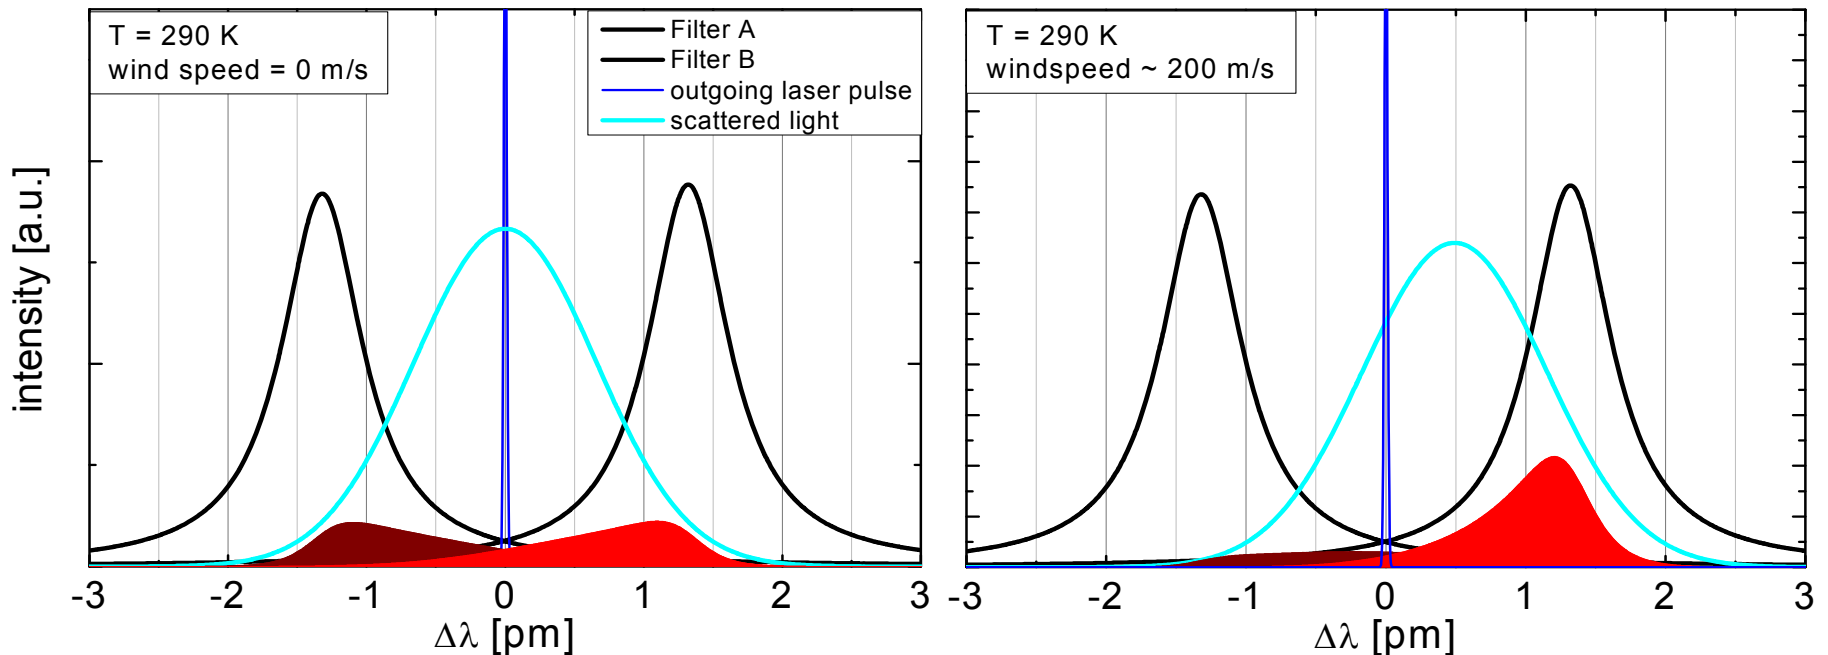 T = 290 K
wind speed = 0 m/s
Filter A
Filter B
outgoing laser pulse
scattered light
T = 290 K
windspeed ~ 200 m/s
intensity [a.u.]
-3 -2 -1 0 1 2 3
-3 -2 -1 0 1 2 3
Δλ [pm]
Δλ [pm]